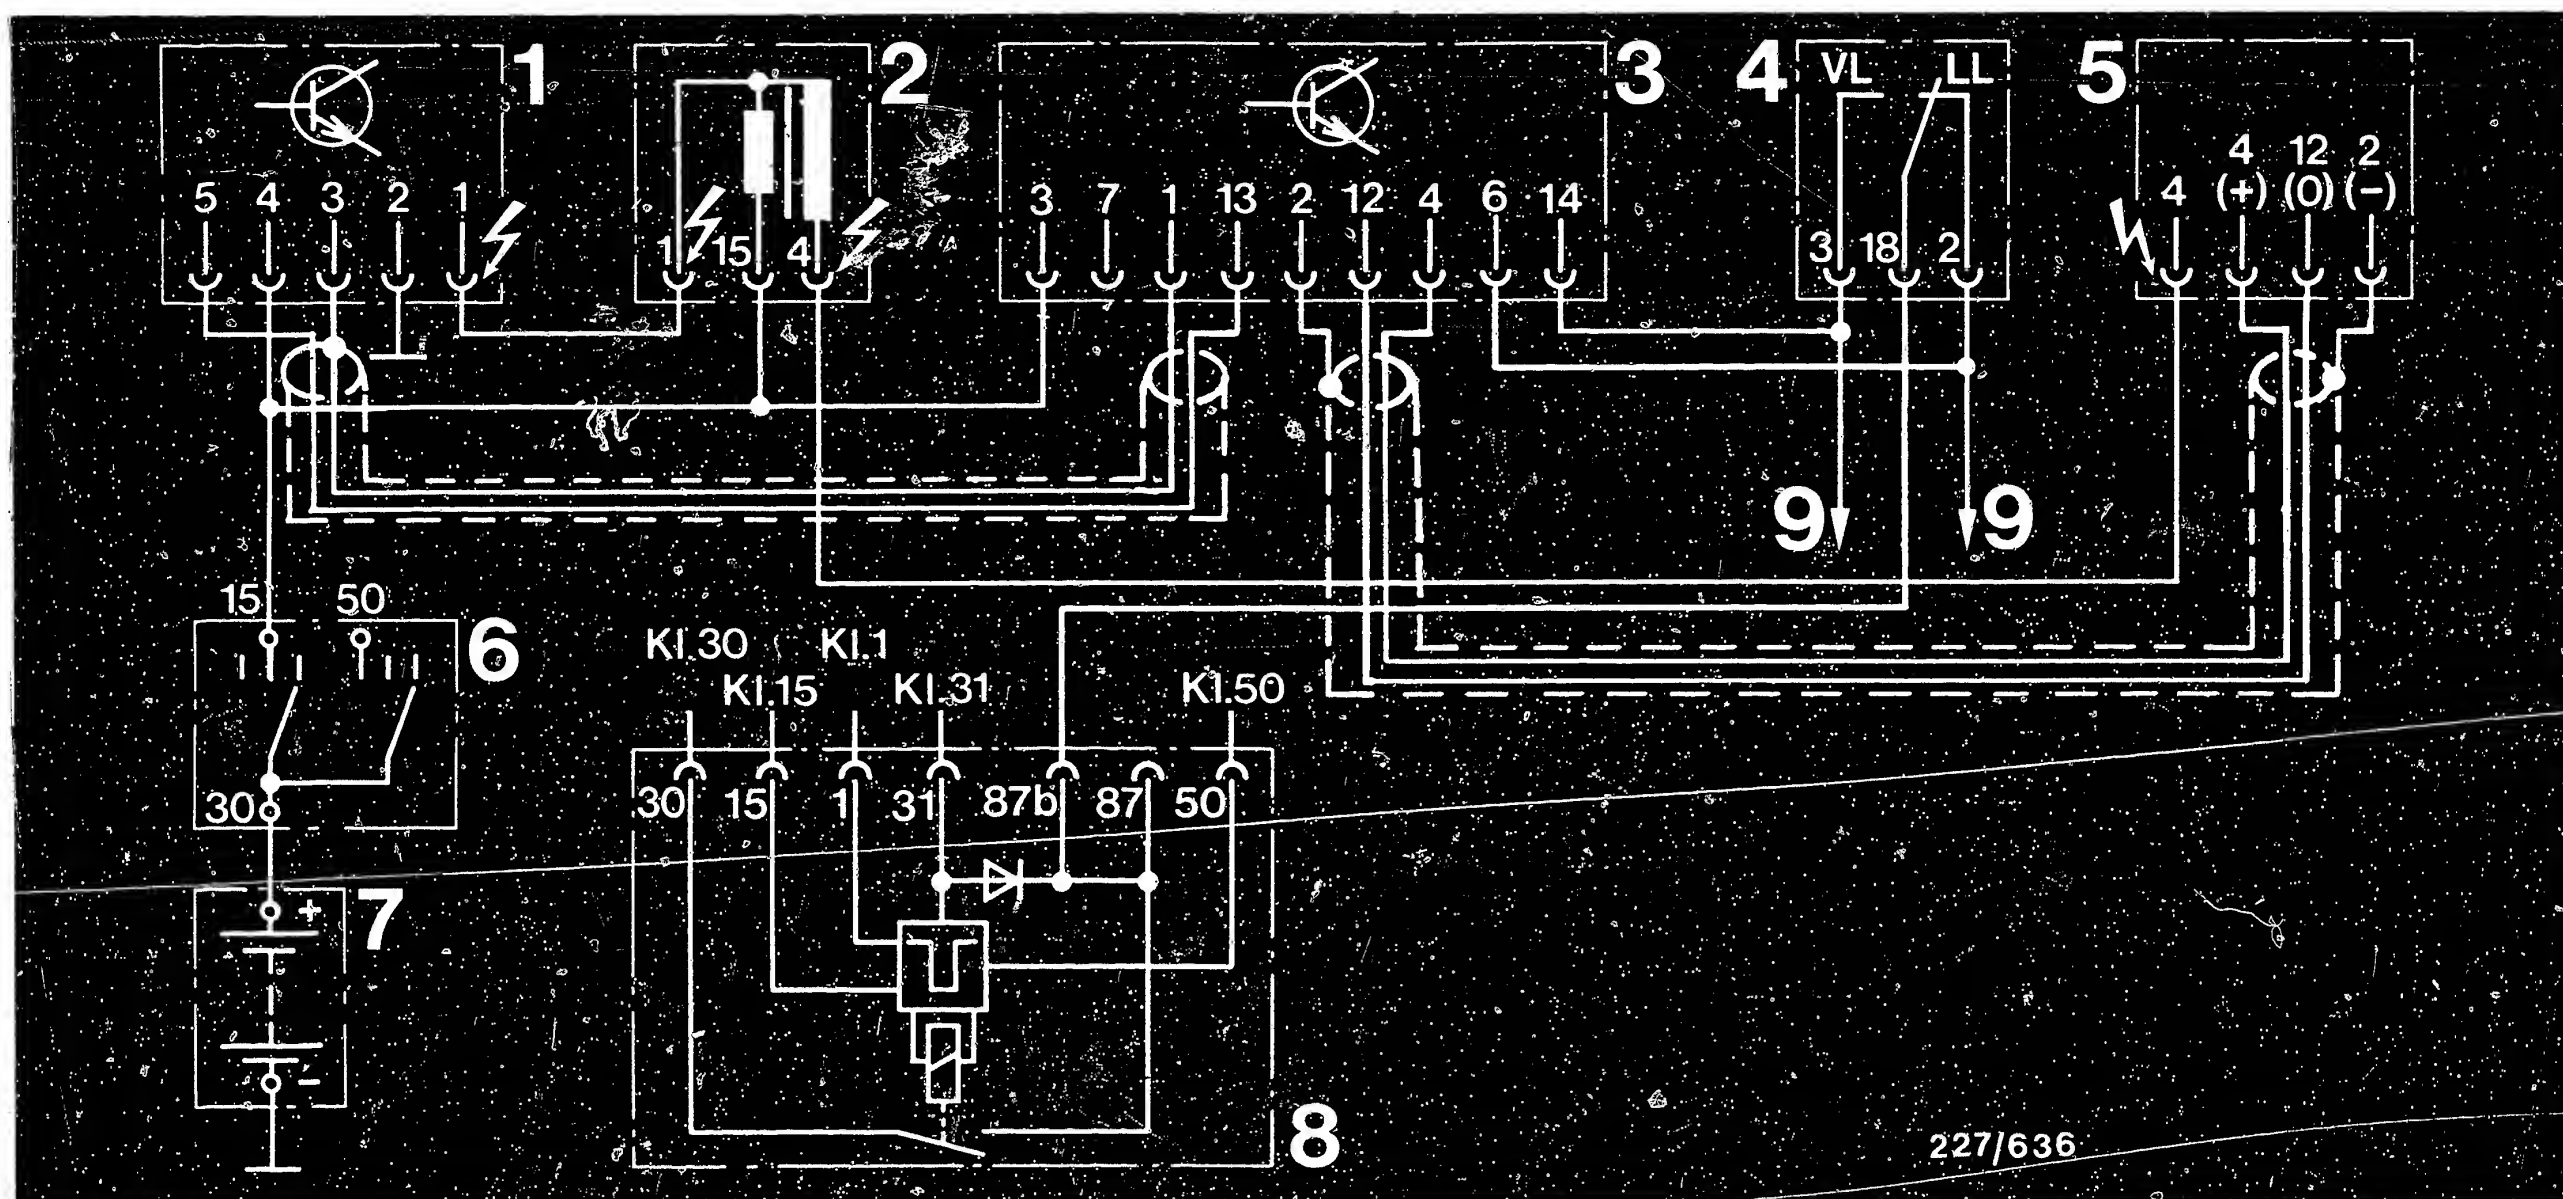 1 2 3 4 VL LL 5
4 12 2
5 4 3 2 1 3 7 1 13 2 12 4 6 14 4 (+) (0) (-)
1 15 4 3 18 2
9 9
15 50
6
Kl.30 Kl.1
Kl.15 Kl.31 Kl.50
30 30 15 1 31 87b 87 50
7 +
-
8
227/636